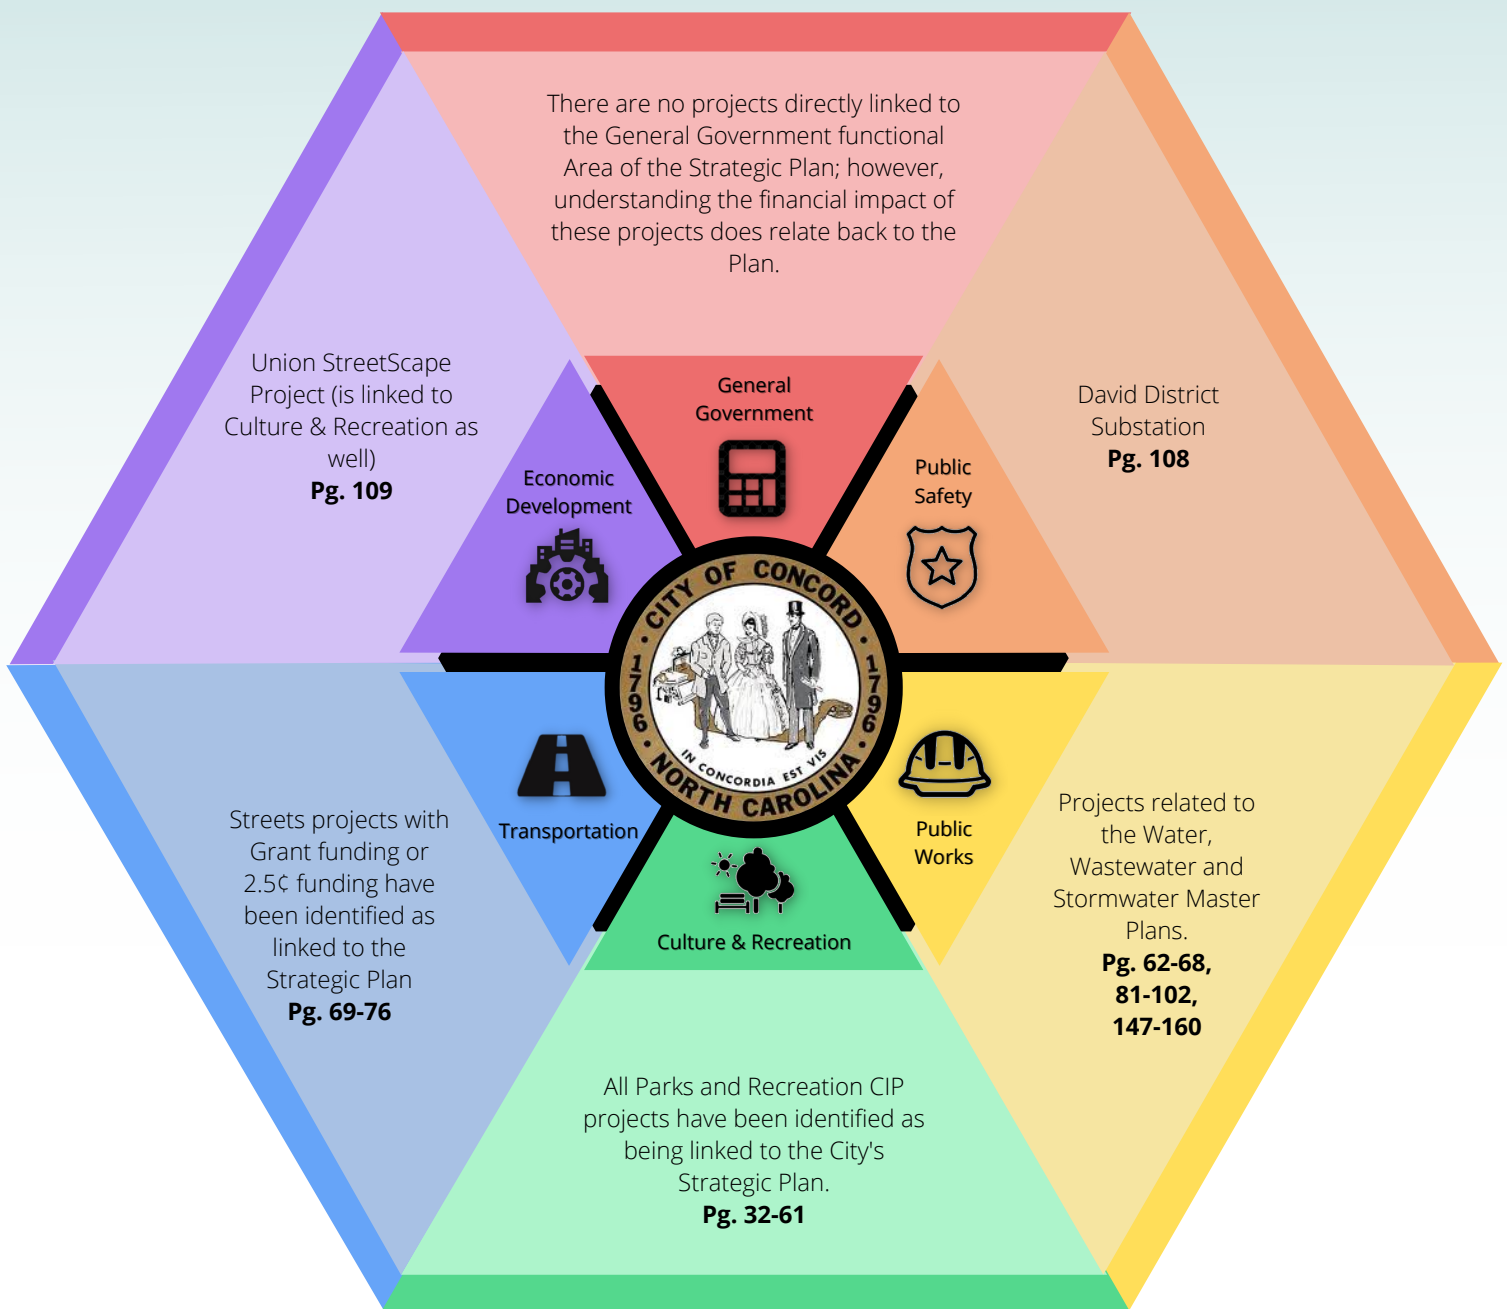 There are no projects directly linked to
the General Government functional
Area of the Strategic Plan; however,
understanding the financial impact of
these projects does relate back to the
Plan.
General
Government
Union StreetScape
Project (is linked to
Culture & Recreation as
well)
Pg. 109
Economic
Development
David District
Substation
Pg. 108
Public
Safety
CITY OF CONCORD
1796
1796
IN CONCORDIA EST VIS
NORTH CAROLINA
Streets projects with
Grant funding or
2.5¢ funding have
been identified as
linked to the
Strategic Plan
Pg. 69-76
Transportation
Public
Works
Projects related to
the Water,
Wastewater and
Stormwater Master
Plans.
Pg. 62-68,
81-102,
147-160
Culture & Recreation
All Parks and Recreation CIP
projects have been identified as
being linked to the City's
Strategic Plan.
Pg. 32-61